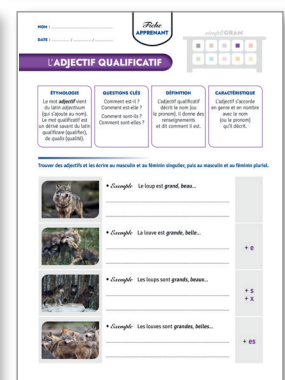 NOM :
Fiche
APPRENANT
DATE : / /
simpliGRAM
L'ADJECTIF QUALIFICATIF
ÉTYMOLOGIE
Le mot adjectif vient
du latin adjectivum
(qui s'ajoute au nom).
Le mot qualificatif est
un dérivé savant du latin
qualificare (qualifier),
de qualis (qualité).
QUESTIONS CLÉS
Comment est-il ?
Comment est-elle ?
Comment sont-ils ?
Comment sont-elles ?
DÉFINITION
L'adjectif qualificatif
décrit le nom (ou
le pronom). Il donne des
renseignements
et dit comment il est.
CARACTÉRISTIQUE
L'adjectif s'accorde
en genre et en nombre
avec le nom
(ou le pronom)
qu'il décrit.
Trouver des adjectifs et les écrire au masculin et au féminin singulier, puis au masculin et au féminin pluriel.
• Exemple Le loup est grand, beau...
• Exemple La louve est grande, belle...
+ e
• Exemple Les loups sont grands, beaux...
+ s
+ x
• Exemple Les louves sont grandes, belles...
+ es